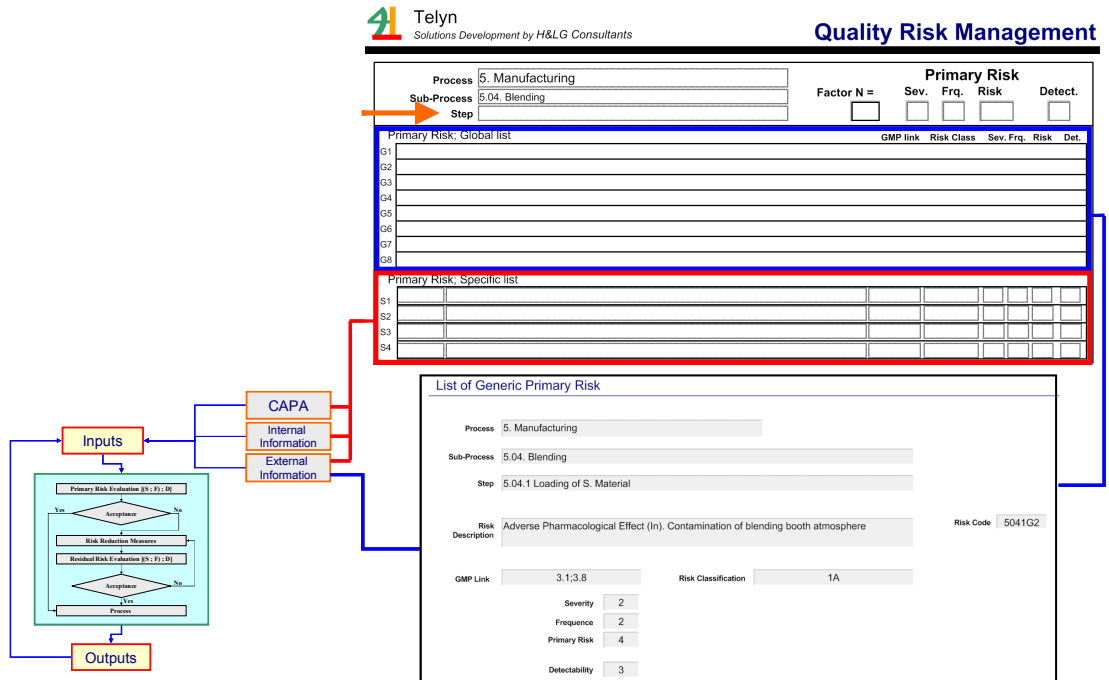 Telyn
Solutions Development by H&LG Consultants
Quality Risk Management
Process 5. Manufacturing
Sub-Process 5.04. Blending
Step
Primary Risk
Factor N = Sev. Frq. Risk Detect.
Primary Risk; Global list GMP link Risk Class Sev. Frq. Risk Det.
G1
G2
G3
G4
G5
G6
G7
G8
Primary Risk; Specific list
S1
S2
S3
S4
List of Generic Primary Risk
Process 5. Manufacturing
Sub-Process 5.04. Blending
Step 5.04.1 Loading of S. Material
Risk Description Adverse Pharmacological Effect (In). Contamination of blending booth atmosphere
Risk Code 5041G2
GMP Link 3.1;3.8 Risk Classification 1A
Severity 2
Frequence 2
Primary Risk 4
Detectability 3
CAPA
Internal
Information
External
Information
Inputs
Primary Risk Evaluation [(S ; F) ; D]
Yes Acceptance No
Risk Reduction Measures
Residual Risk Evaluation [(S ; F) ; D]
Acceptance No
Yes
Process
Outputs